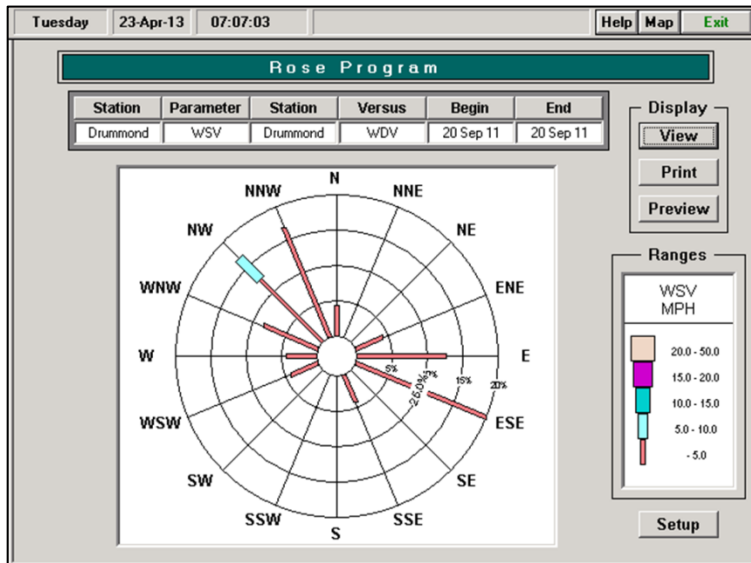 Tuesday 23-Apr-13 07:07:03 Help Map Exit
Rose Program
Station Parameter Station Versus Begin End
Drummond WSV Drummond WDV 20 Sep 11 20 Sep 11
Display
View
Print
Preview
N
NNW NNE
NW NE
WNW ENE
W E
5% 15% 20%
WSW ESE
SW SE
SSW SSE
S
Ranges
WSV
MPH
20.0 - 50.0
15.0 - 20.0
10.0 - 15.0
5.0 - 10.0
- 5.0
Setup